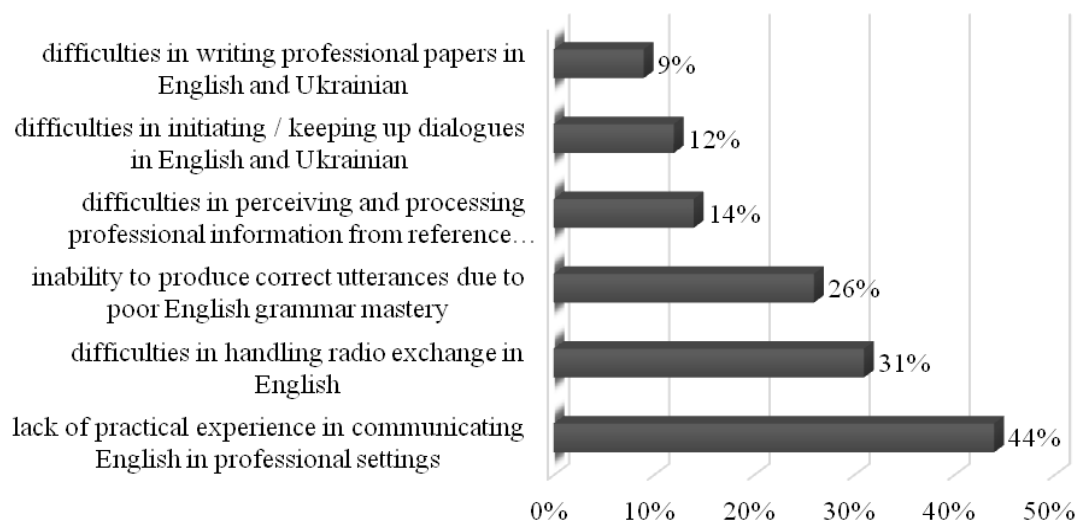 difficulties in writing professional papers in
English and Ukrainian
9%
difficulties in initiating / keeping up dialogues
in English and Ukrainian
12%
difficulties in perceiving and processing
professional information from reference…
14%
inability to produce correct utterances due to
poor English grammar mastery
26%
difficulties in handling radio exchange in
English
31%
lack of practical experience in communicating
English in professional settings
44%
0% 10% 20% 30% 40% 50%